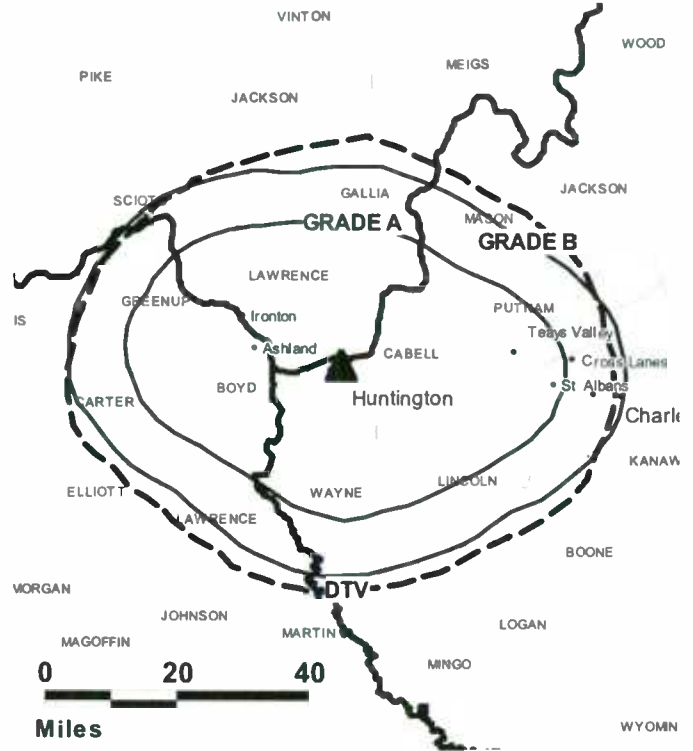 VINTON
WOOD
MEIGS
PIKE
JACKSON
JACKSON
GALLIA
SCIOT
MASON
GRADE A
GRADE B
LAWRENCE
GREENUP
PUTNAM
IS
Ironton
Teays Valley
Ashland
CABELL
Cross Lanes
BOYD
St Albans
Huntington
CARTER
Charle
KANAW
LINCOLN
ELLIOTT
WAYNE
LAWRENCE
BOONE
MORGAN
DTV
JOHNSON
LOGAN
MARTIN
MAGOFFIN
MINGO
0 20 40
Miles
WYOMIN